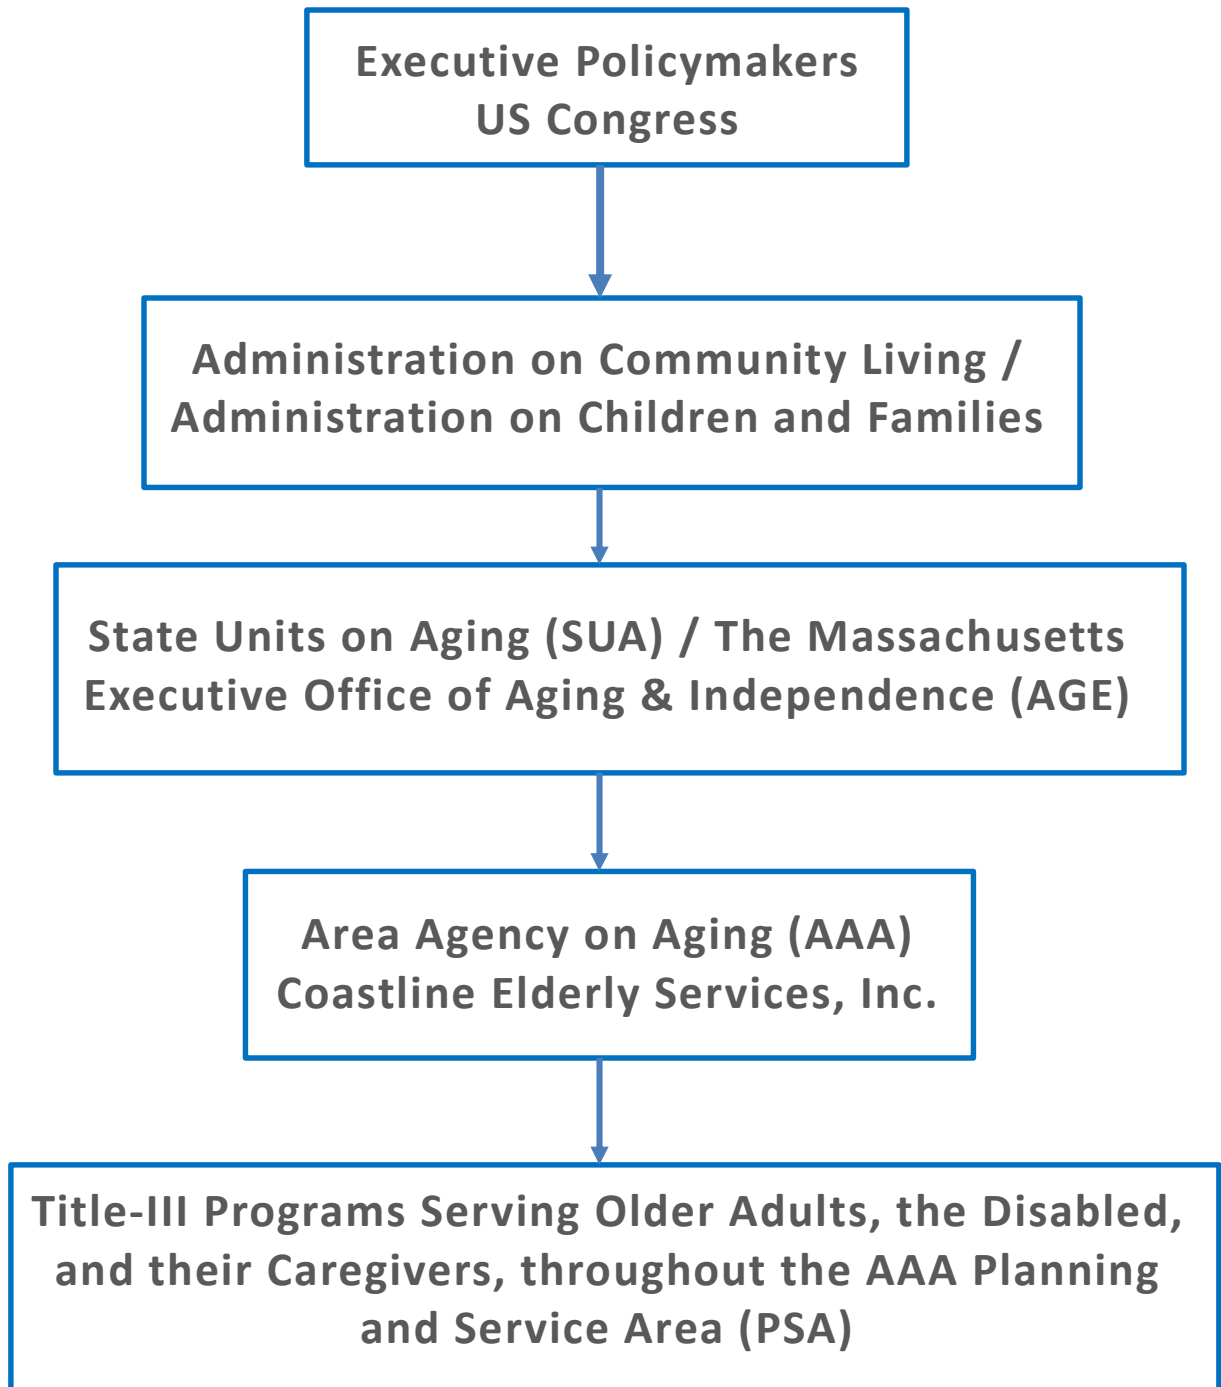 Executive Policymakers
US Congress
Administration on Community Living /
Administration on Children and Families
State Units on Aging (SUA) / The Massachusetts
Executive Office of Aging & Independence (AGE)
Area Agency on Aging (AAA)
Coastline Elderly Services, Inc.
Title-III Programs Serving Older Adults, the Disabled,
and their Caregivers, throughout the AAA Planning
and Service Area (PSA)